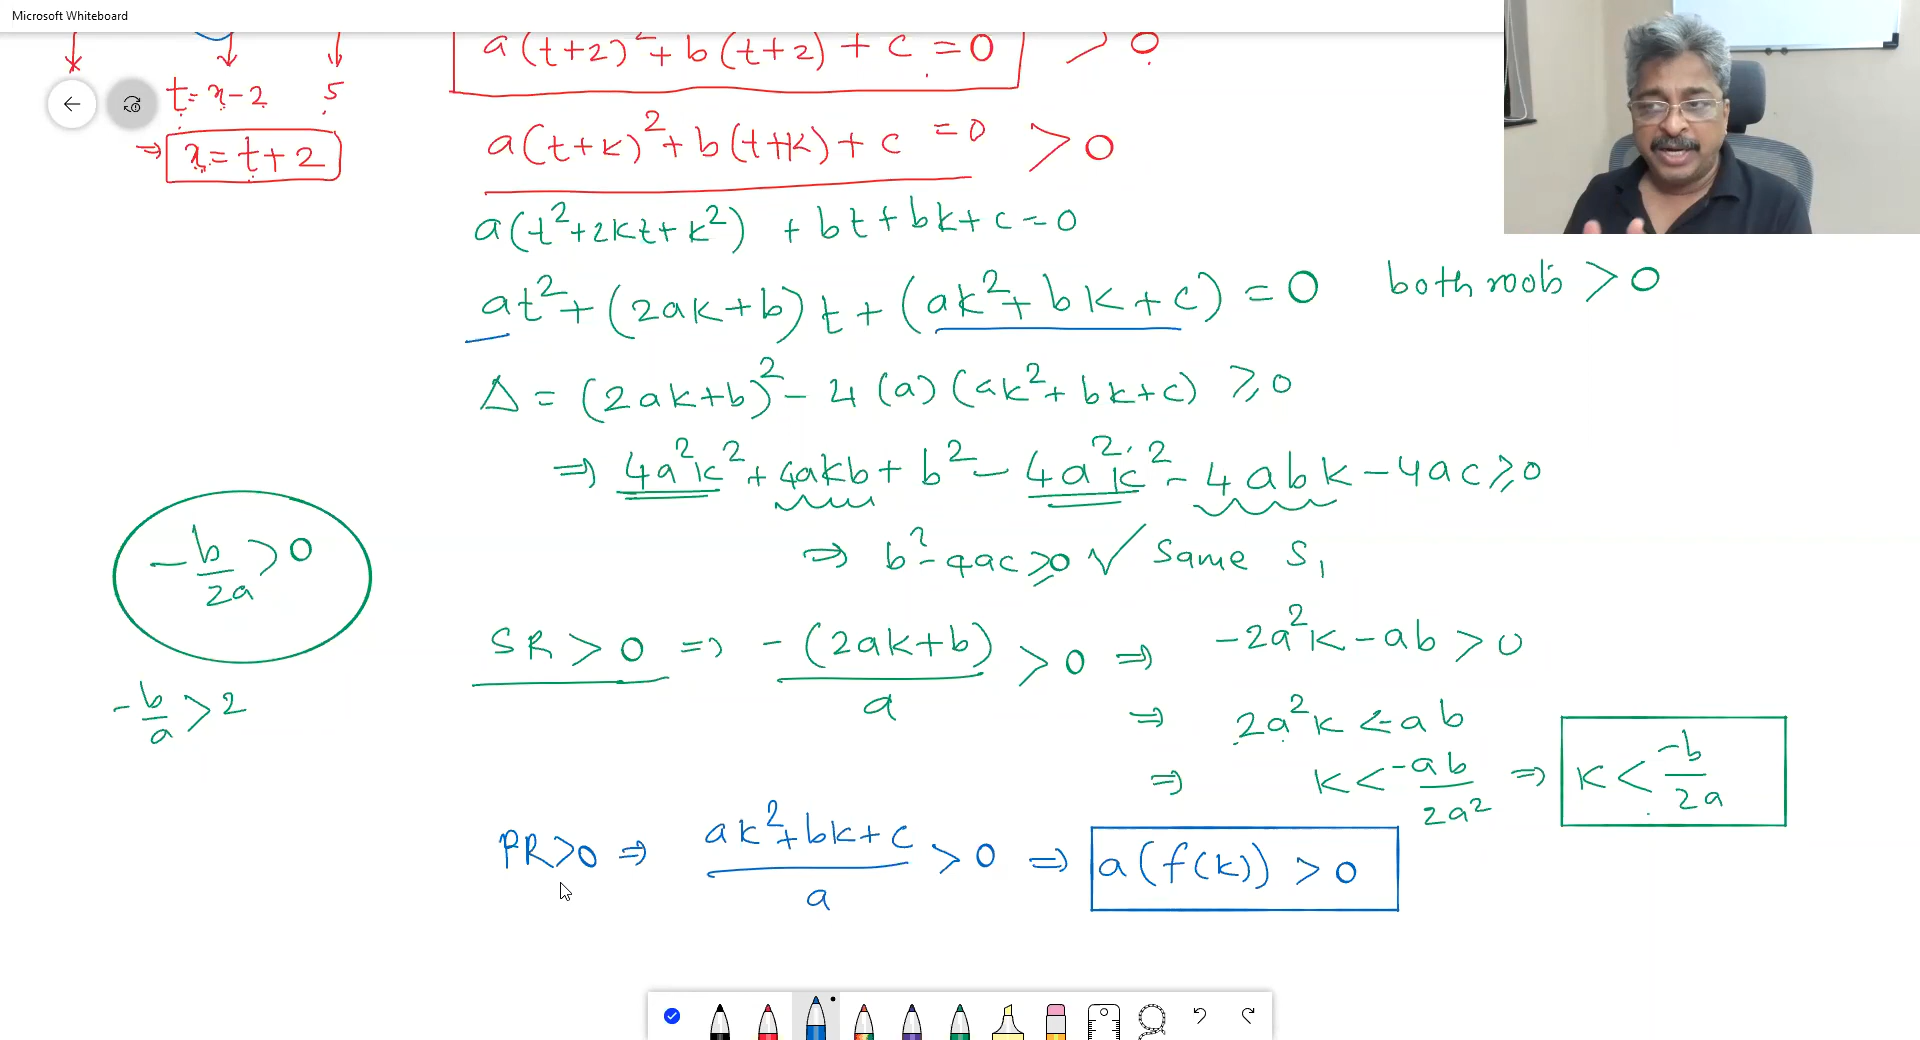 Microsoft Whiteboard
a(t+2)²+b(t+2)+c=0 >0
t=x-2 5
⇒ x=t+2
a(t+k)²+b(t+k)+c=0 >0
a(t²+2kt+k²)+bt+bk+c=0
at²+(2ak+b)t+(ak²+bk+c)=0 both roots >0
Δ=(2ak+b)²-4(a)(ak²+bk+c)≥0
⇒ 4a²k²+4akb+b²-4a²k²-4abk-4ac≥0
⇒ b²-4ac≥0 ✓ Same S₁
-b/2a >0
SR>0 ⇒ -(2ak+b)/a >0 ⇒ -2a²k-ab>0
-b/a >2
⇒ 2a²k<-ab
⇒ k<-ab/2a² ⇒ k<-b/2a
PR>0 ⇒ ak²+bk+c/a >0 ⇒ a(f(k))>0